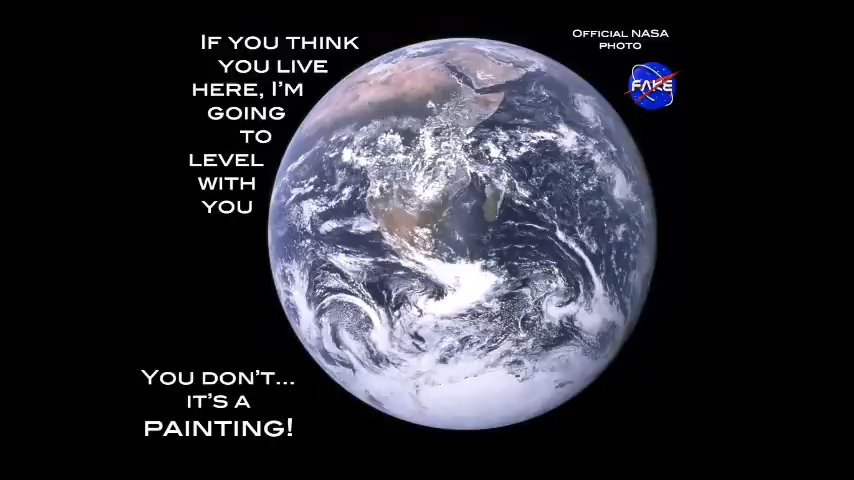 If you think
you live
here, I'm
going
to
level
with
you
Official NASA
photo
FAKE
You don't...
it's a
painting!